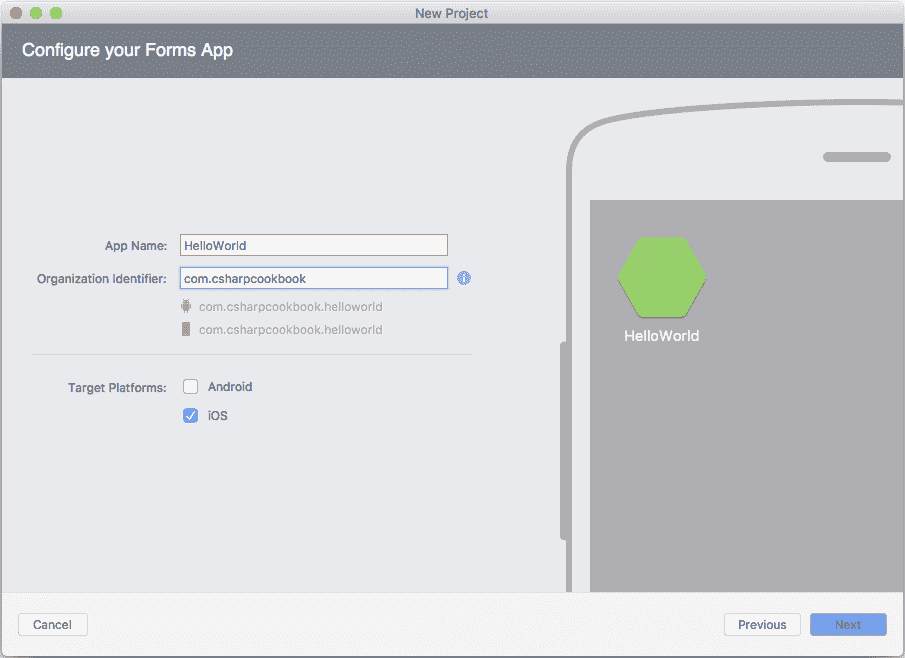 New Project
Configure your Forms App
App Name: HelloWorld
Organization Identifier: com.csharpcookbook
com.csharpcookbook.helloworld
com.csharpcookbook.helloworld
Target Platforms: Android
iOS
HelloWorld
Cancel Previous Next